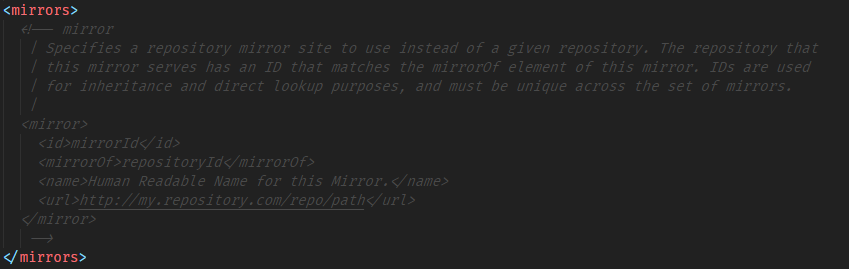 <mirrors>
<!-- mirror
| Specifies a repository mirror site to use instead of a given repository. The repository that
| this mirror serves has an ID that matches the mirrorOf element of this mirror. IDs are used
| for inheritance and direct lookup purposes, and must be unique across the set of mirrors.
|
<mirror>
<id>mirrorId</id>
<mirrorOf>repositoryId</mirrorOf>
<name>Human Readable Name for this Mirror.</name>
<url>http://my.repository.com/repo/path</url>
</mirror>
-->
</mirrors>